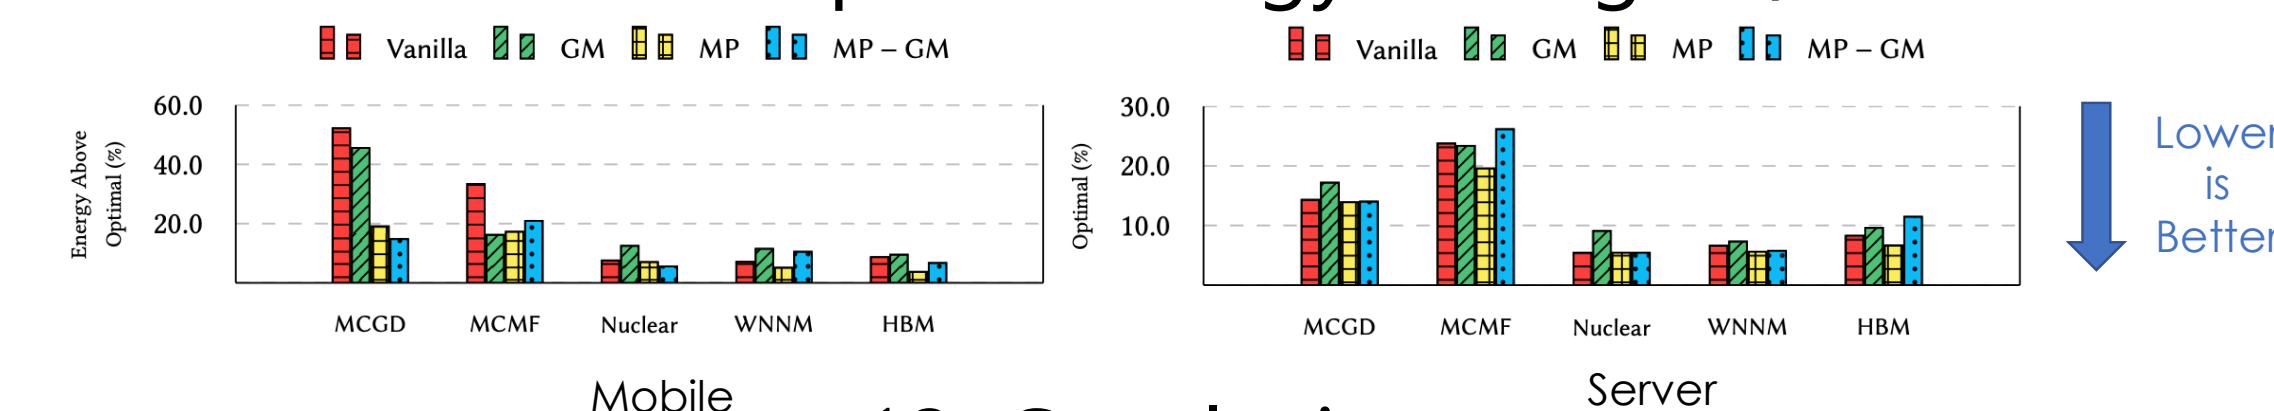 Vanilla GM MP MP – GM
60.0
40.0
20.0
Energy Above
Optimal (%)
MCGD MCMF Nuclear WNNM HBM
Mobile
Vanilla GM MP MP – GM
30.0
20.0
10.0
Optimal (%)
MCGD MCMF Nuclear WNNM HBM
Server
Lower
is
Better